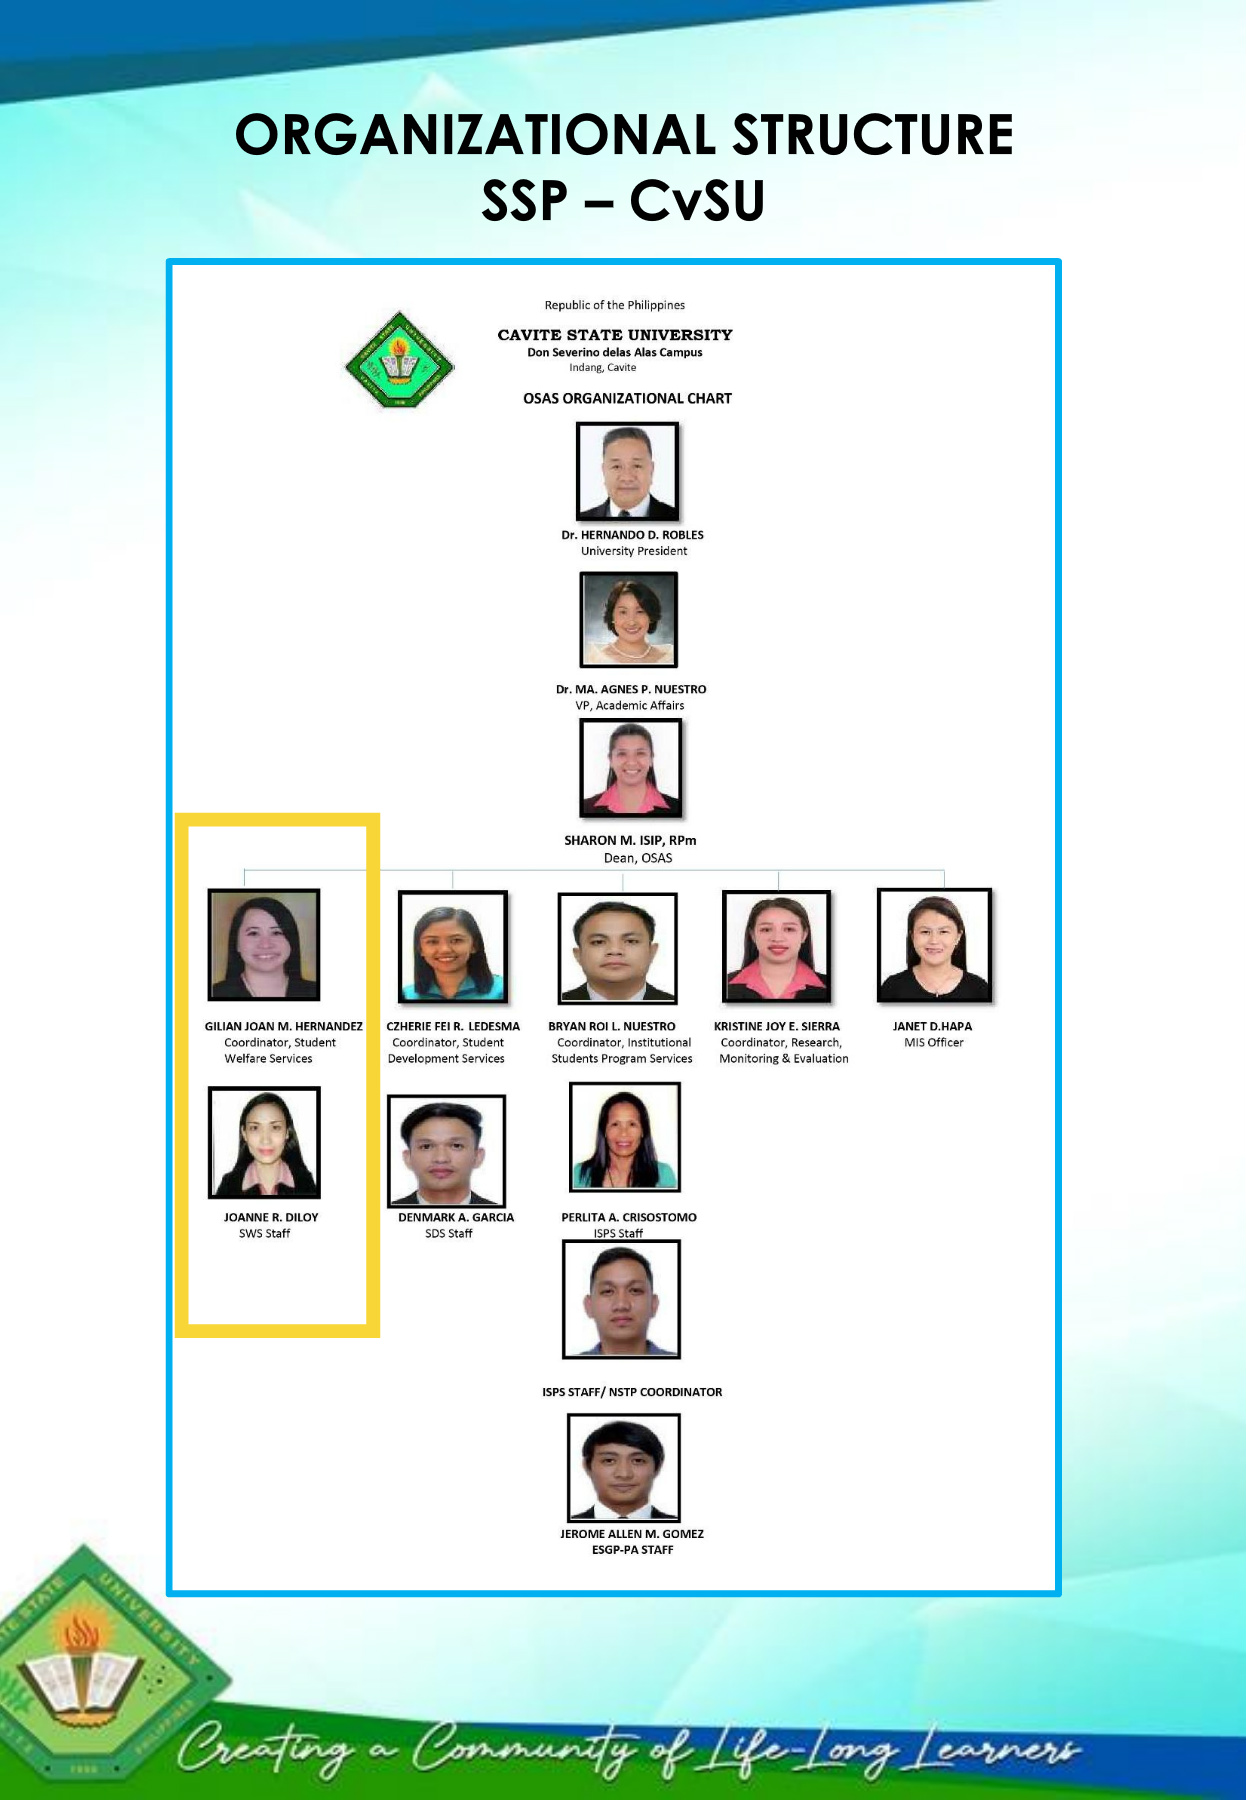 ORGANIZATIONAL STRUCTURE
SSP – CvSU
Republic of the Philippines
CAVITE STATE UNIVERSITY
Don Severino delas Alas Campus
Indang, Cavite
OSAS ORGANIZATIONAL CHART
Dr. HERNANDO D. ROBLES
University President
Dr. MA. AGNES P. NUESTRO
VP, Academic Affairs
SHARON M. ISIP, RPm
Dean, OSAS
GILIAN JOAN M. HERNANDEZ
Coordinator, Student
Welfare Services
CZHERIE FEI R. LEDESMA
Coordinator, Student
Development Services
BRYAN ROI L. NUESTRO
Coordinator, Institutional
Students Program Services
KRISTINE JOY E. SIERRA
Coordinator, Research,
Monitoring & Evaluation
JANET D.HAPA
MIS Officer
JOANNE R. DILOY
SWS Staff
DENMARK A. GARCIA
SDS Staff
PERLITA A. CRISOSTOMO
ISPS Staff
ISPS STAFF/ NSTP COORDINATOR
JEROME ALLEN M. GOMEZ
ESGP-PA STAFF
Creating a Community of Life-Long Learners